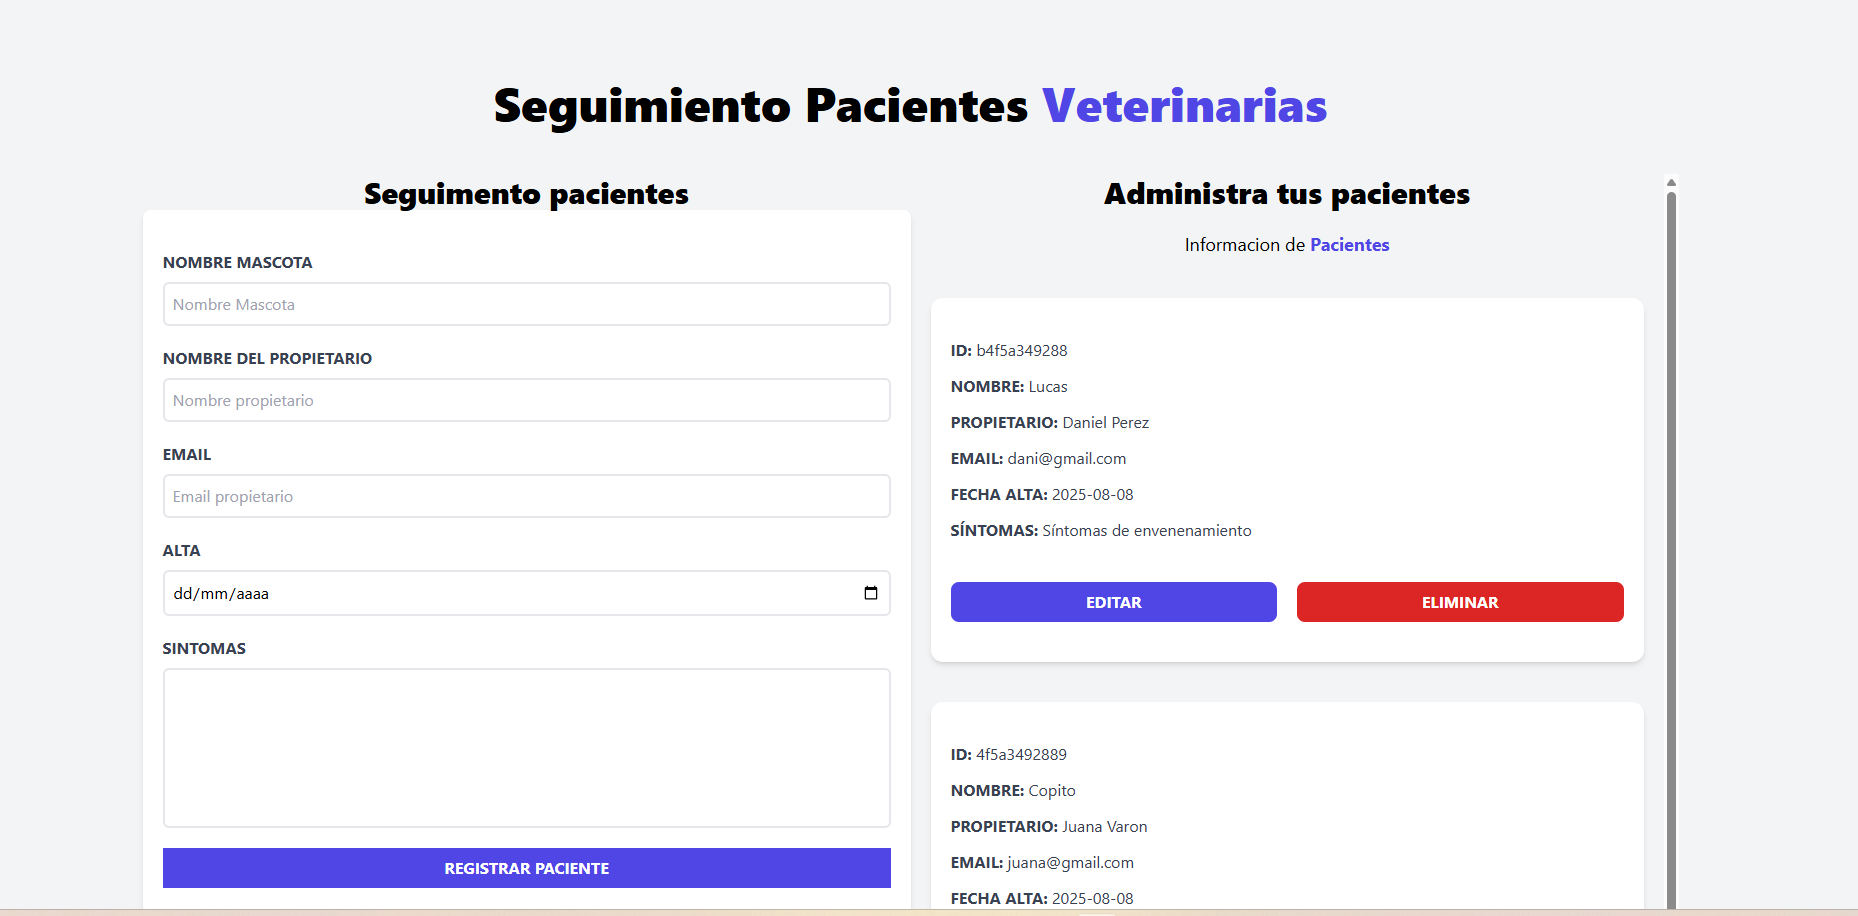 Seguimiento Pacientes Veterinarias
Seguimento pacientes
NOMBRE MASCOTA
Nombre Mascota
NOMBRE DEL PROPIETARIO
Nombre propietario
EMAIL
Email propietario
ALTA
dd/mm/aaaa
SINTOMAS
REGISTRAR PACIENTE
Administra tus pacientes
Informacion de Pacientes
ID: b4f5a349288
NOMBRE: Lucas
PROPIETARIO: Daniel Perez
EMAIL: dani@gmail.com
FECHA ALTA: 2025-08-08
SÍNTOMAS: Síntomas de envenenamiento
EDITAR
ELIMINAR
ID: 4f5a3492889
NOMBRE: Copito
PROPIETARIO: Juana Varon
EMAIL: juana@gmail.com
FECHA ALTA: 2025-08-08